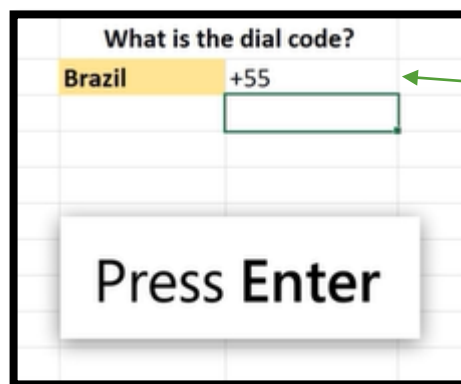 What is the dial code?
Brazil +55
Press Enter